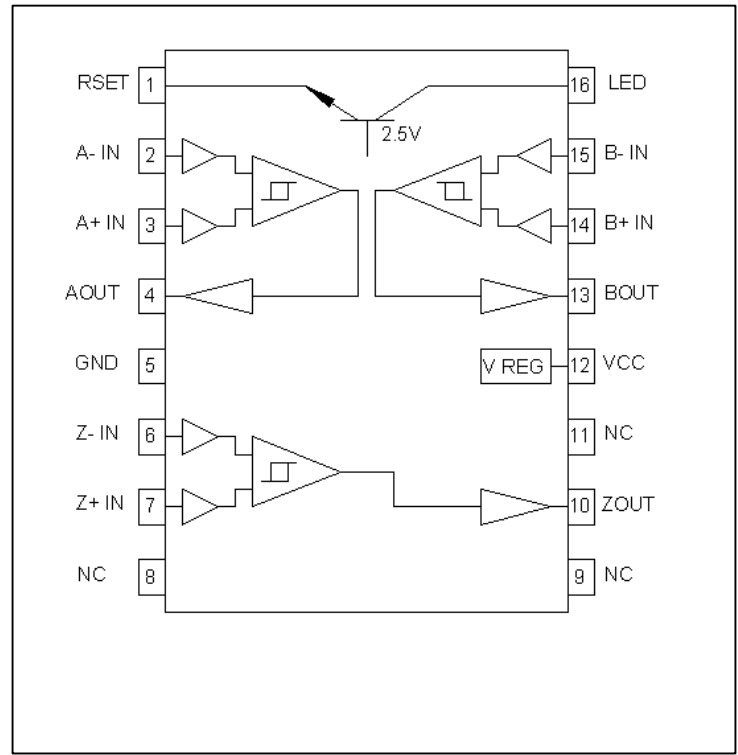 RSET 1 16 LED
2.5V
A- IN 2 15 B- IN
A+ IN 3 14 B+ IN
AOUT 4 13 BOUT
GND 5 V REG 12 VCC
Z- IN 6 11 NC
Z+ IN 7 10 ZOUT
NC 8 9 NC